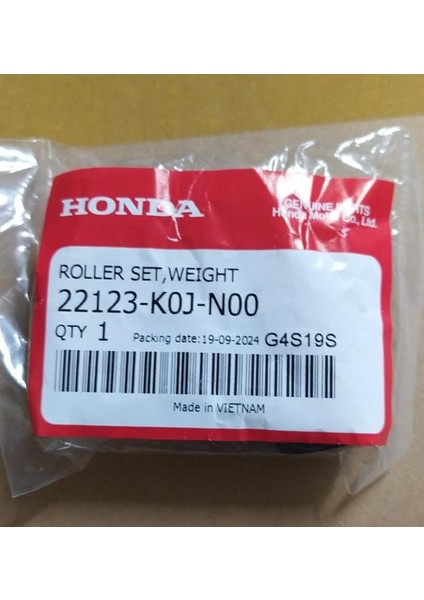 HONDA
GENUINE PARTS
Honda Motor Co., Ltd.
ROLLER SET,WEIGHT
22123-K0J-N00
QTY 1 Packing date:19-09-2024 G4S19S
Made in VIETNAM